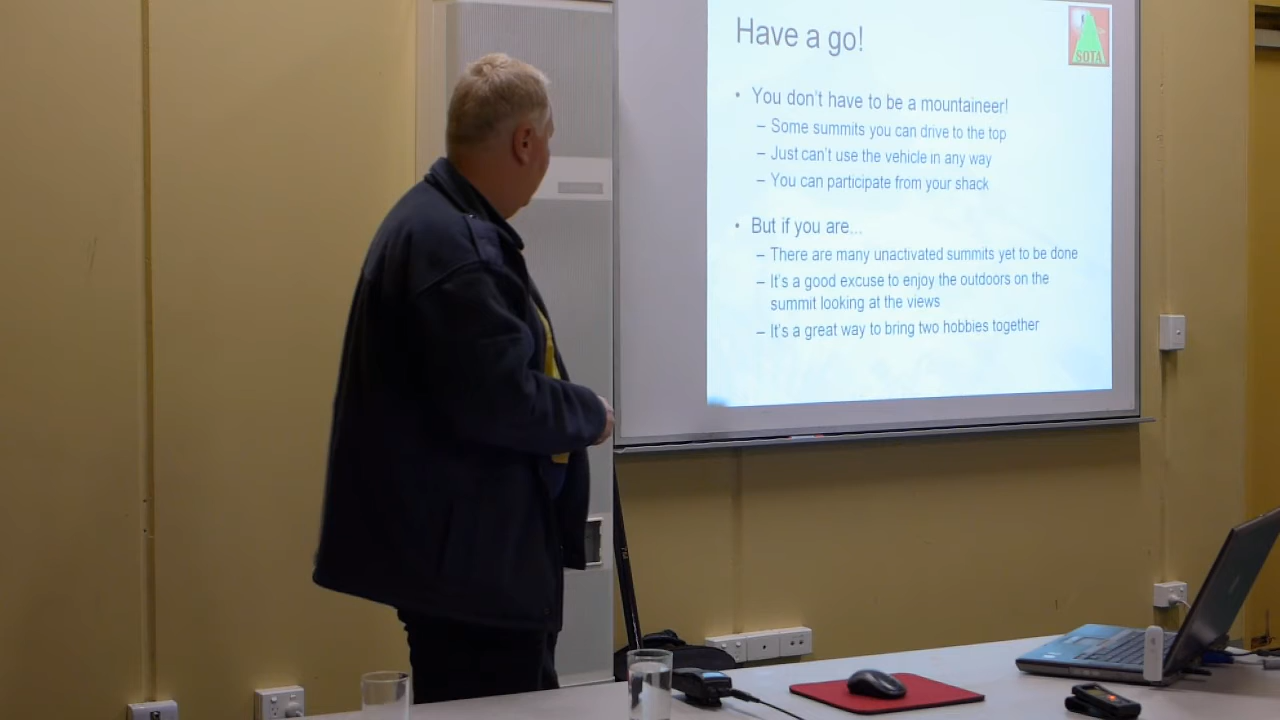 Have a go!
SOTA
• You don't have to be a mountaineer!
– Some summits you can drive to the top
– Just can't use the vehicle in any way
– You can participate from your shack
• But if you are...
– There are many unactivated summits yet to be done
– It's a good excuse to enjoy the outdoors on the
summit looking at the views
– It's a great way to bring two hobbies together